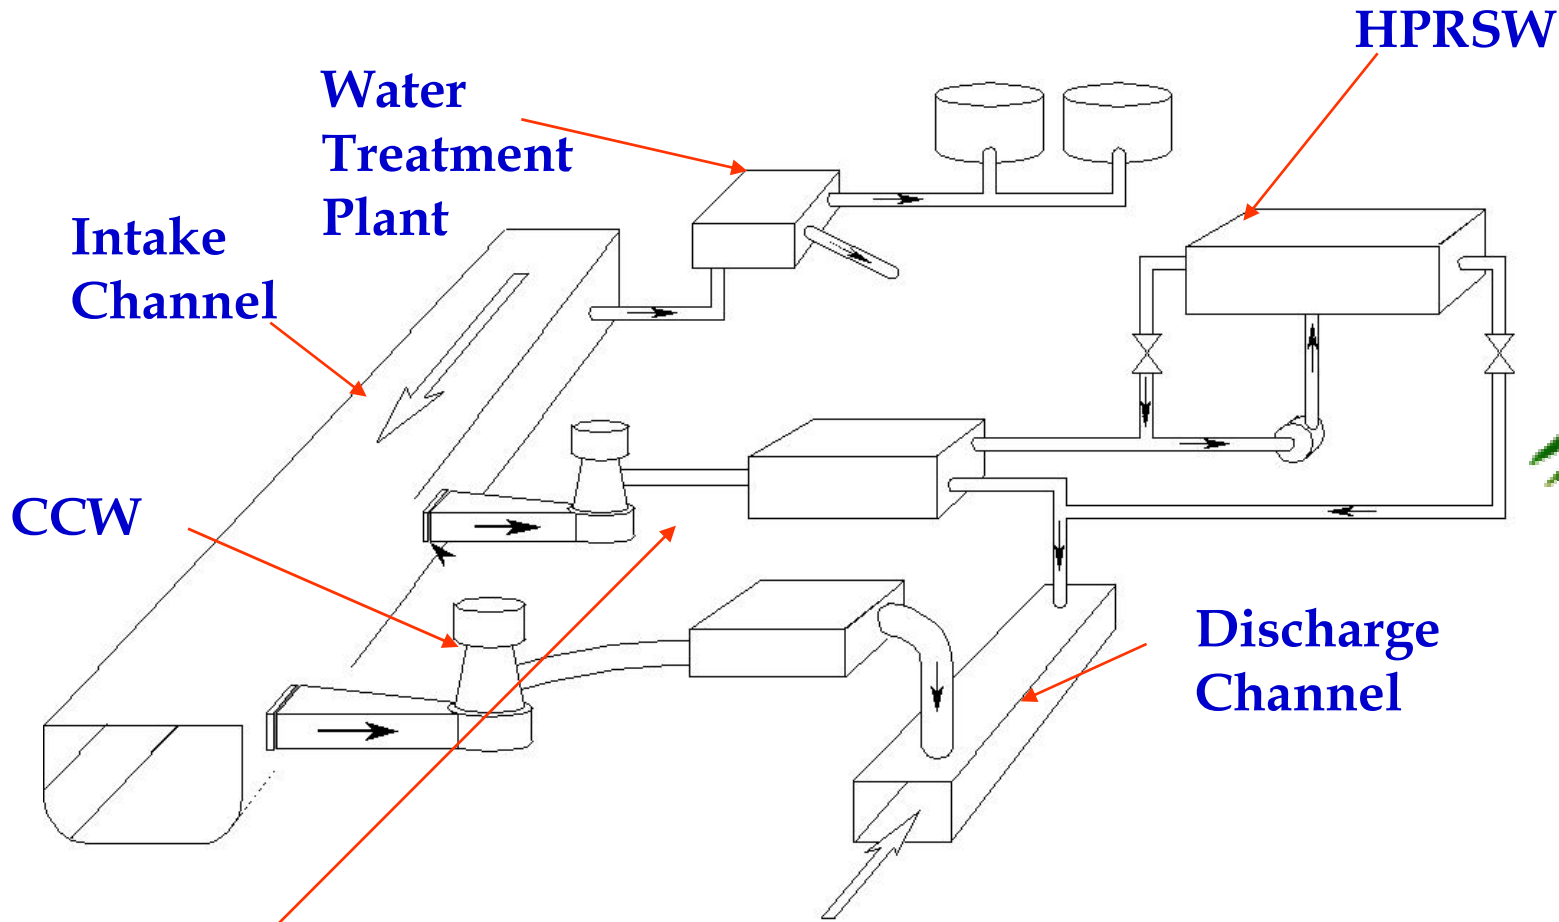 HPRSW
Water
Treatment
Plant
Intake
Channel
CCW
Discharge
Channel